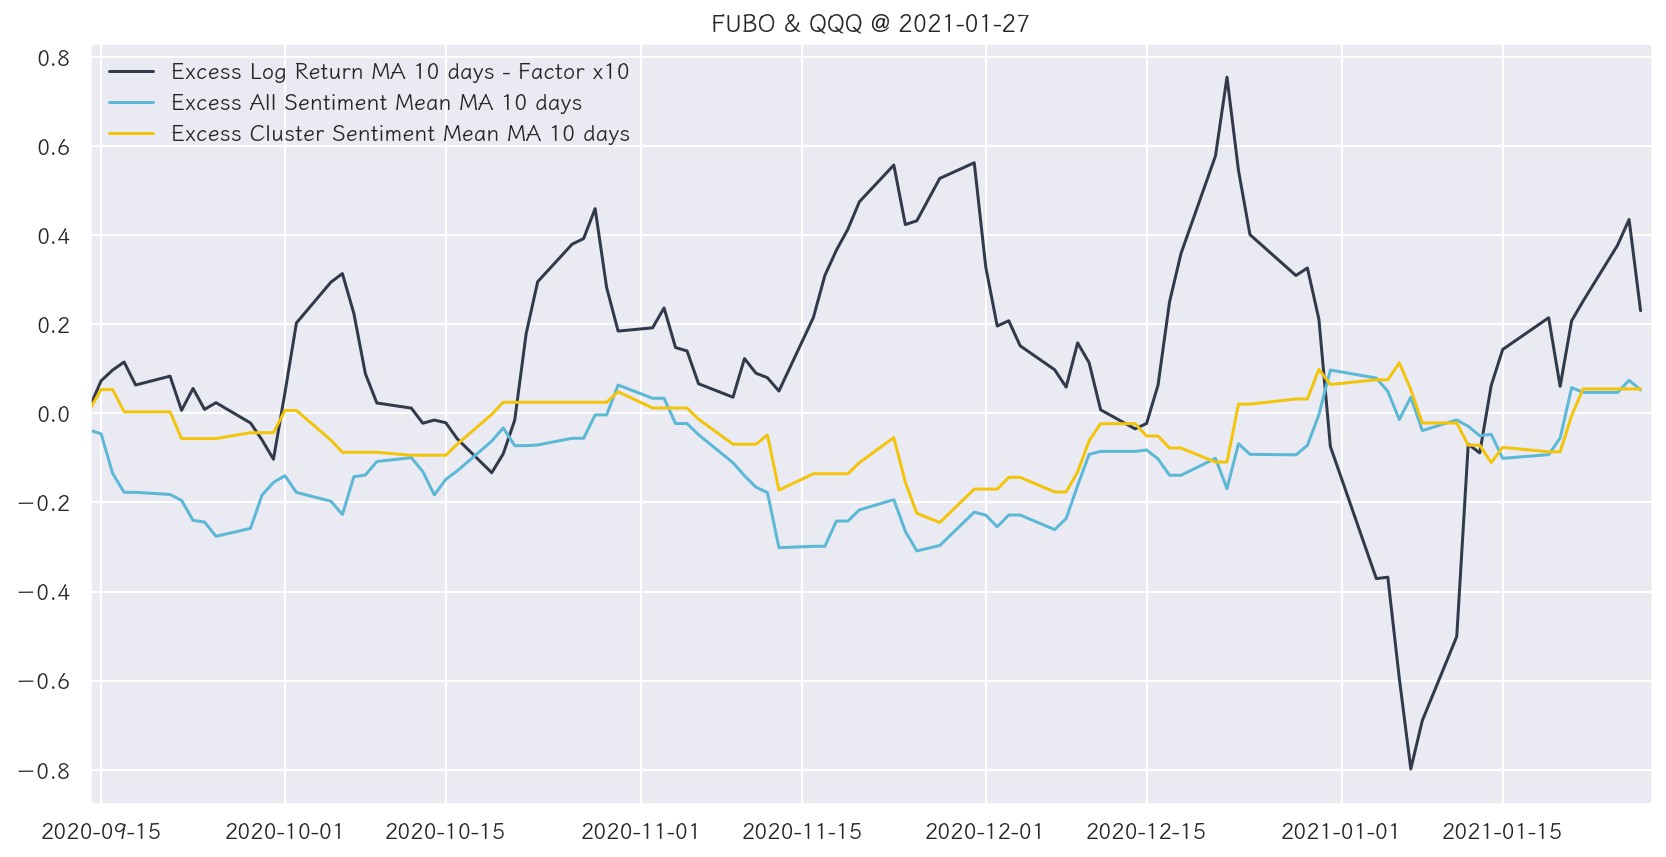 FUBO & QQQ @ 2021-01-27
0.8
Excess Log Return MA 10 days - Factor x10
Excess All Sentiment Mean MA 10 days
Excess Cluster Sentiment Mean MA 10 days
0.6
0.4
0.2
0.0
−0.2
−0.4
−0.6
−0.8
2020-09-15 2020-10-01 2020-10-15 2020-11-01 2020-11-15 2020-12-01 2020-12-15 2021-01-01 2021-01-15